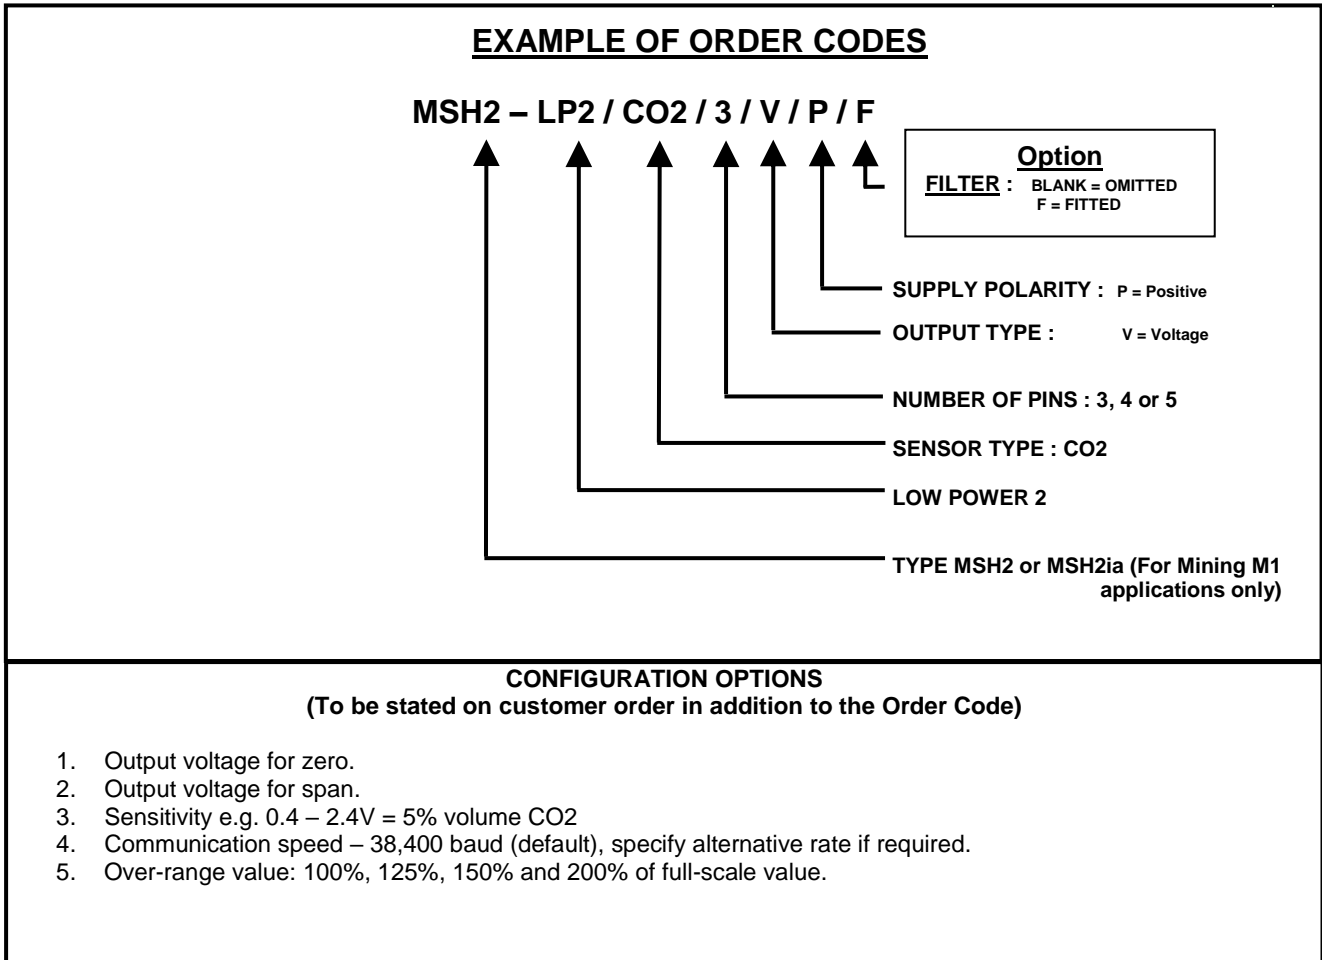 EXAMPLE OF ORDER CODES
MSH2 – LP2 / CO2 / 3 / V / P / F
Option
FILTER : BLANK = OMITTED
F = FITTED
SUPPLY POLARITY : P = Positive
OUTPUT TYPE : V = Voltage
NUMBER OF PINS : 3, 4 or 5
SENSOR TYPE : CO2
LOW POWER 2
TYPE MSH2 or MSH2ia (For Mining M1
applications only)
CONFIGURATION OPTIONS
(To be stated on customer order in addition to the Order Code)
1. Output voltage for zero.
2. Output voltage for span.
3. Sensitivity e.g. 0.4 – 2.4V = 5% volume CO2
4. Communication speed – 38,400 baud (default), specify alternative rate if required.
5. Over-range value: 100%, 125%, 150% and 200% of full-scale value.